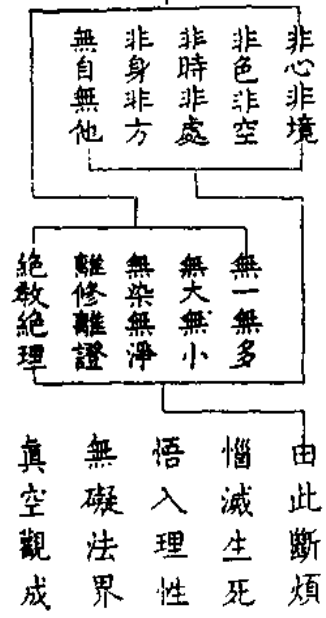 非心非境
非色非空
非時非處
非身非方
無自無他
無一無多
無大無小
無染無淨
離修離證
絕教絕理
由此斷煩
惱滅生死
悟入理性
無礙法界
真空觀成